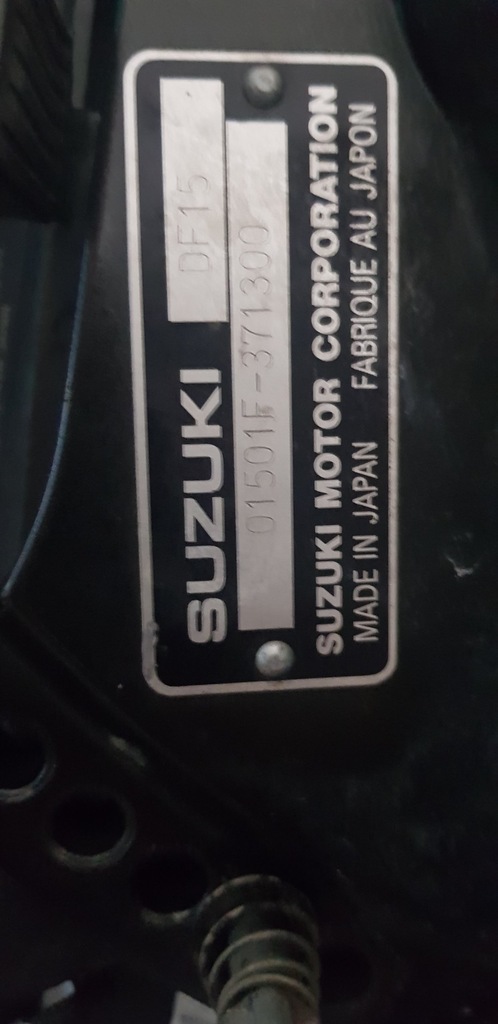 SUZUKI DF15
01501F-371300
SUZUKI MOTOR CORPORATION
MADE IN JAPAN FABRIQUE AU JAPON